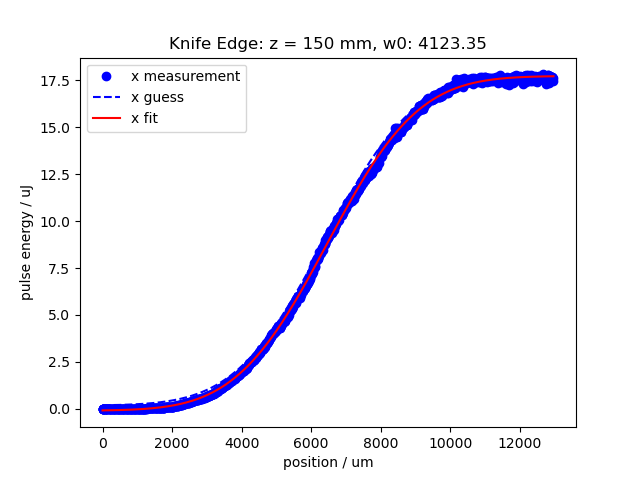 Knife Edge: z = 150 mm, w0: 4123.35
x measurement
x guess
x fit
17.5
15.0
12.5
10.0
7.5
5.0
2.5
0.0
pulse energy / uJ
0 2000 4000 6000 8000 10000 12000
position / um